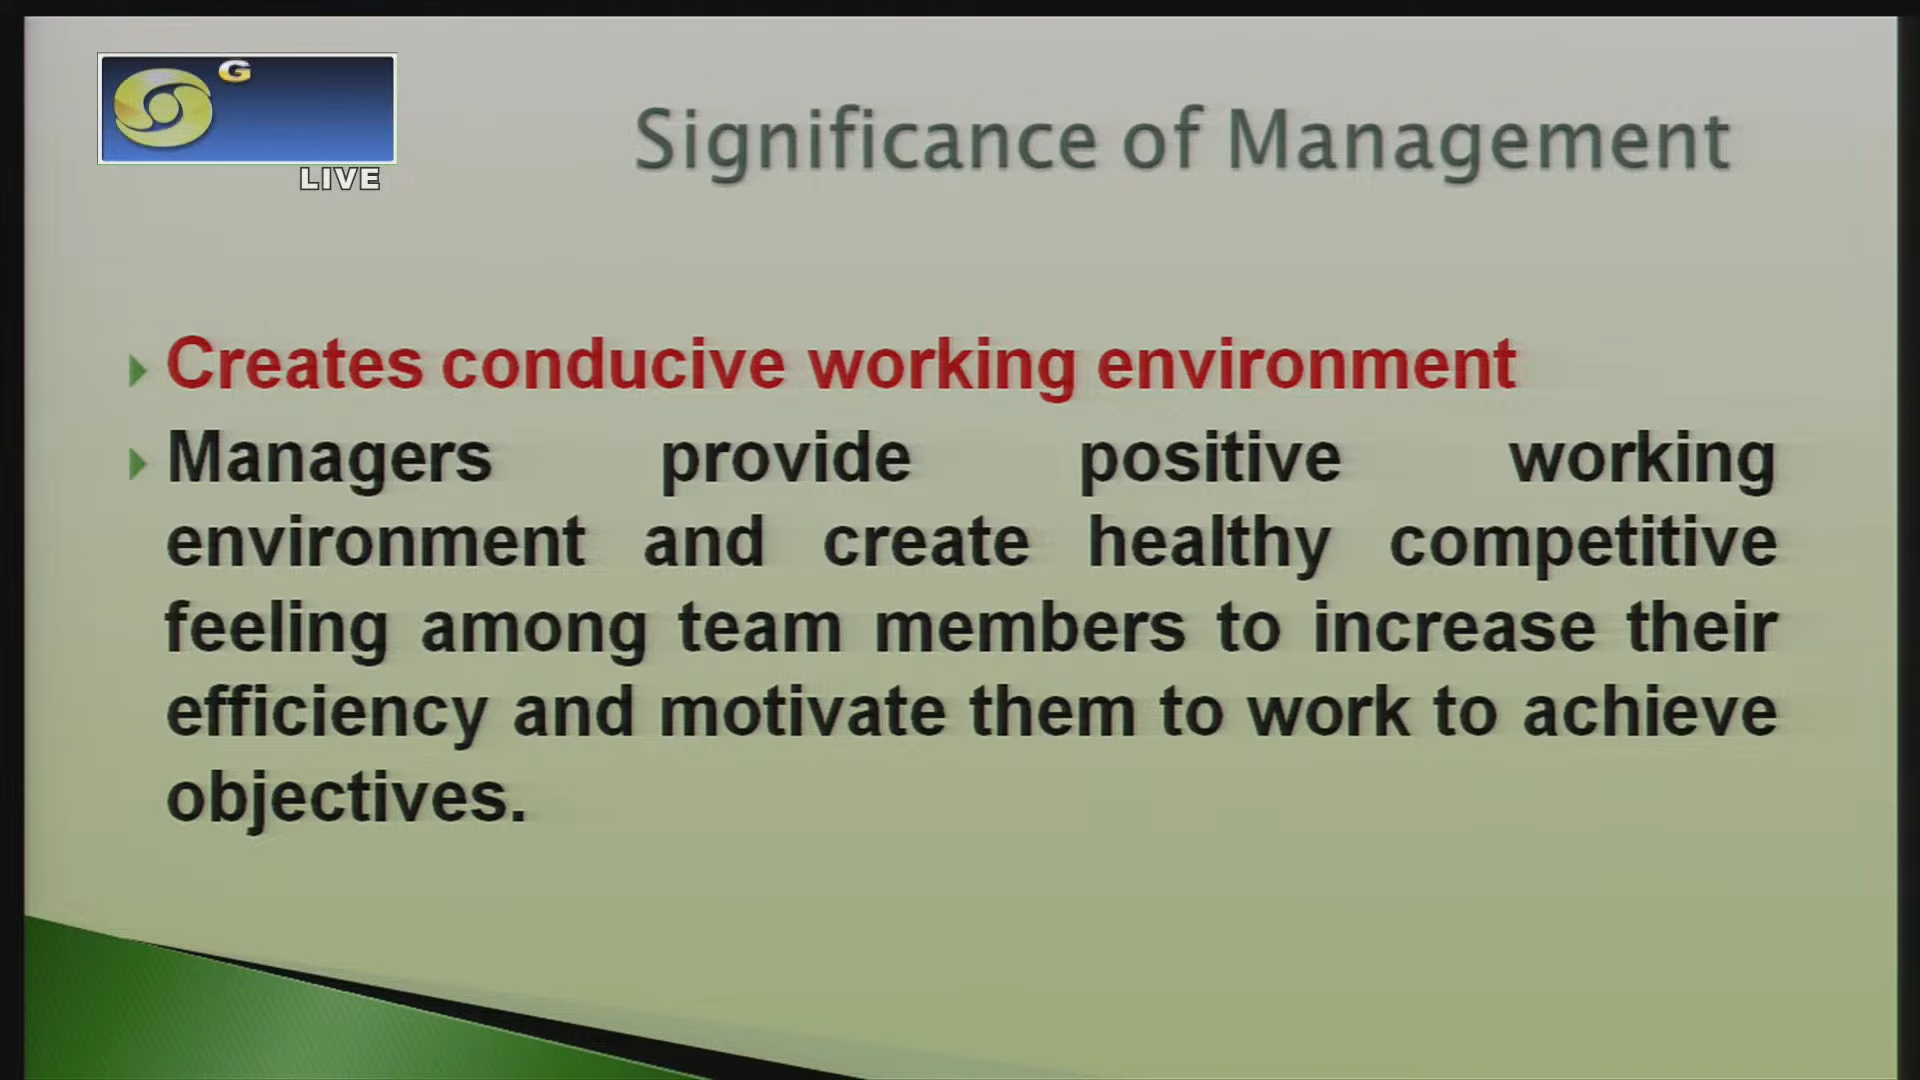 G
LIVE
Significance of Management
Creates conducive working environment
Managers provide positive working
environment and create healthy competitive
feeling among team members to increase their
efficiency and motivate them to work to achieve
objectives.